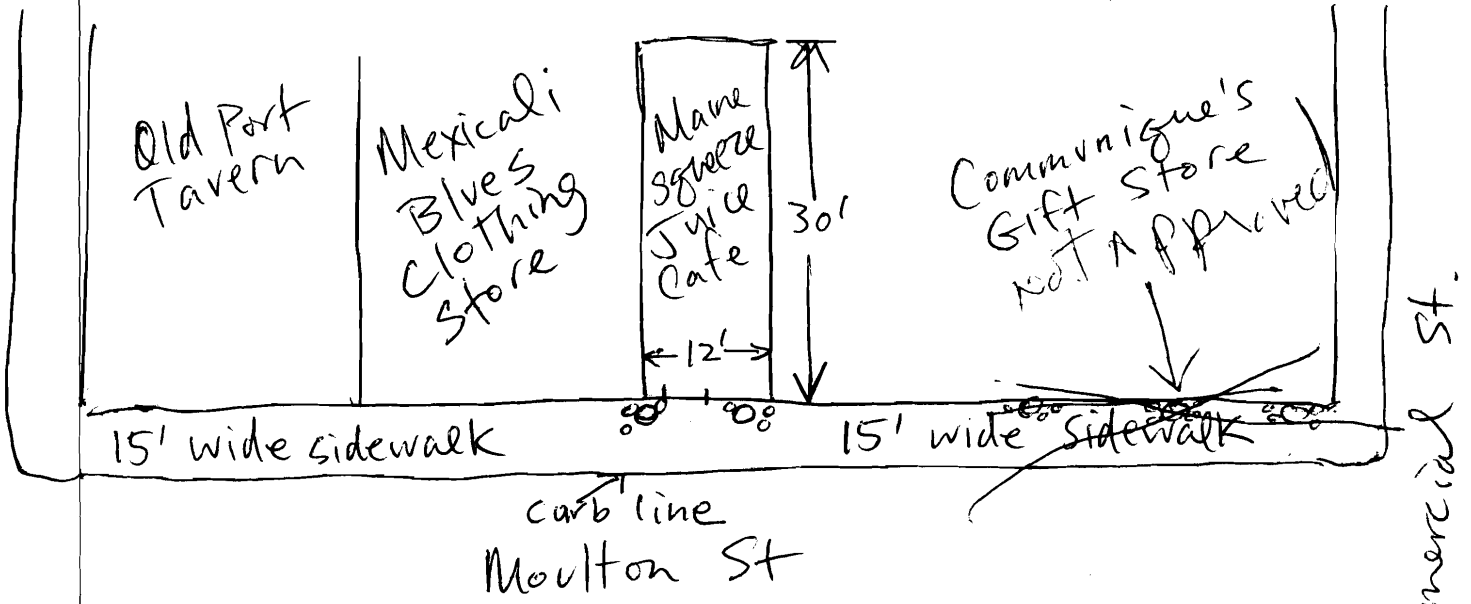 Old Port
Tavern
Mexicali
Blues
Clothing
Store
Maine
Squeeze
Juice
Cafe
30'
12'
Communique's
Gift Store
Not Approved
15' wide sidewalk
15' wide sidewalk
curb line
Moulton St
mercial St.